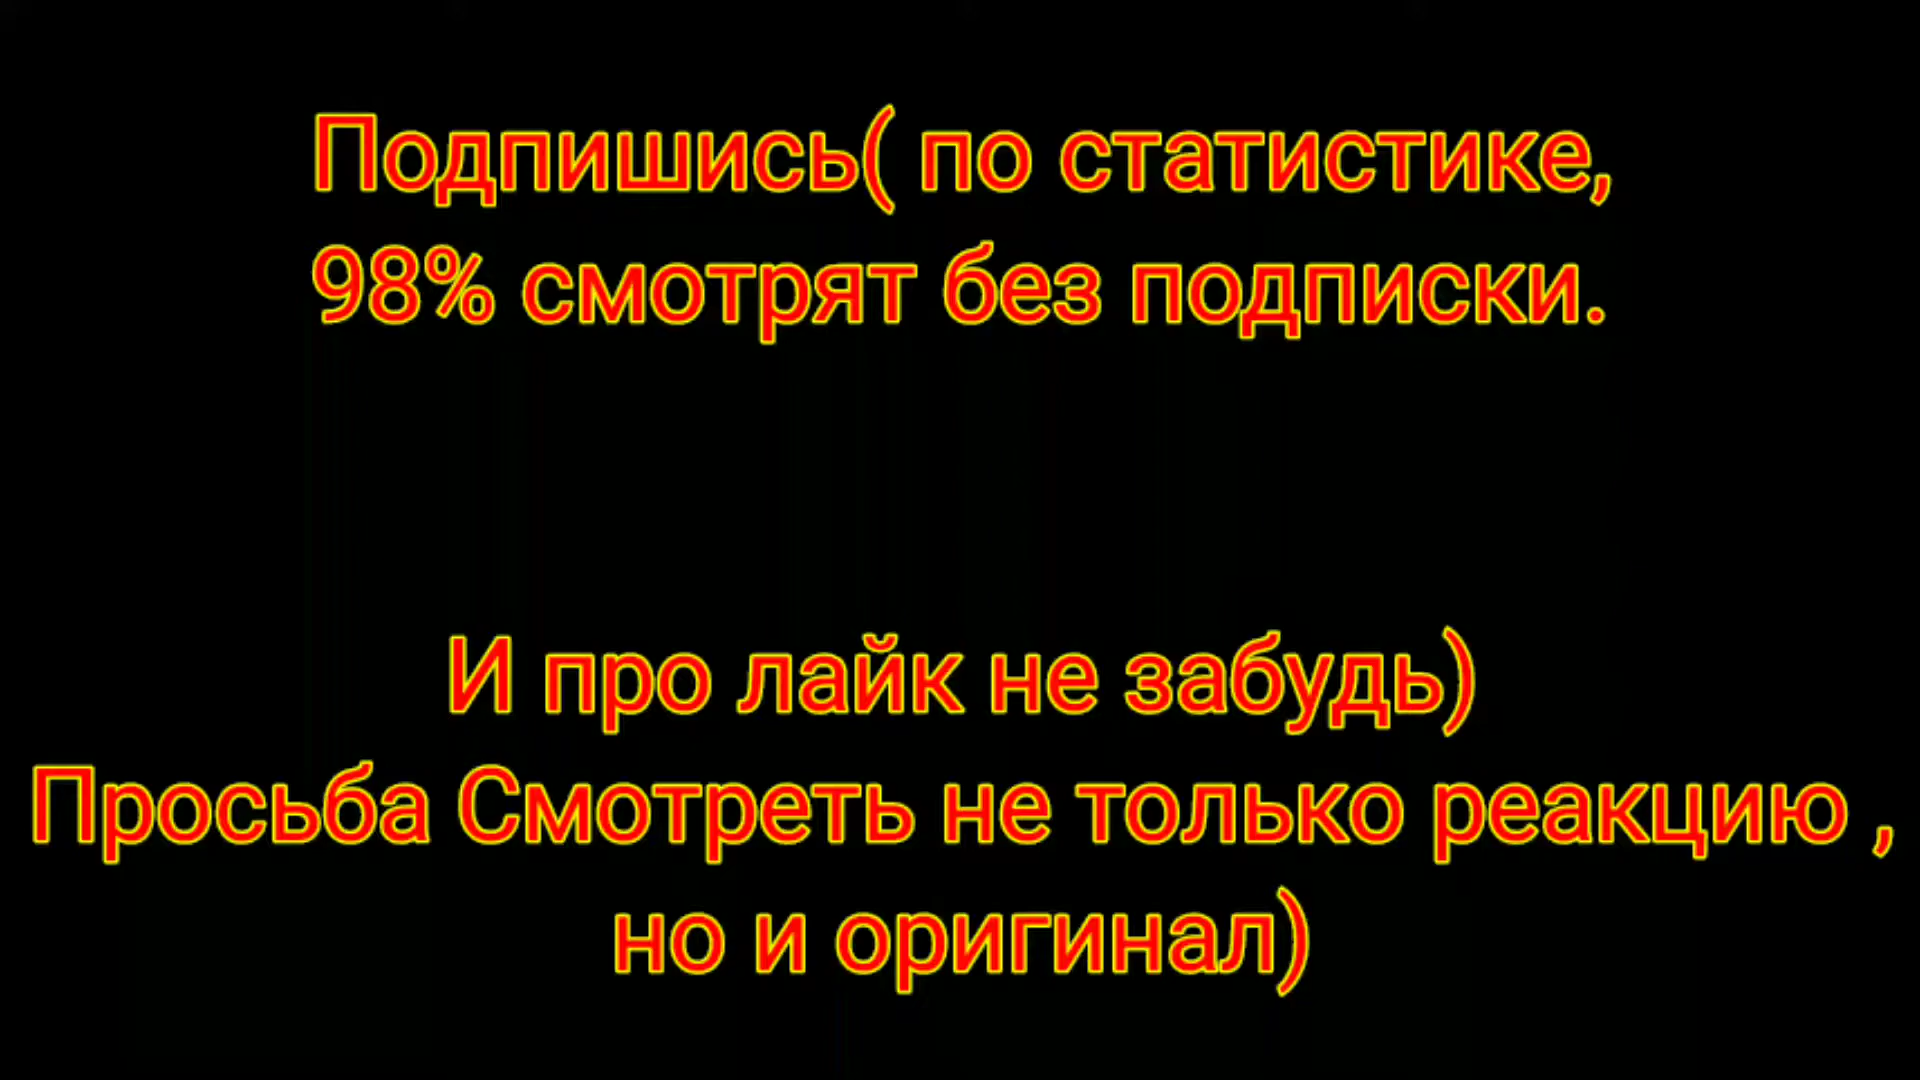 Подпишись( по статистике,
98% смотрят без подписки.
И про лайк не забудь)
Просьба Смотреть не только реакцию ,
но и оригинал)